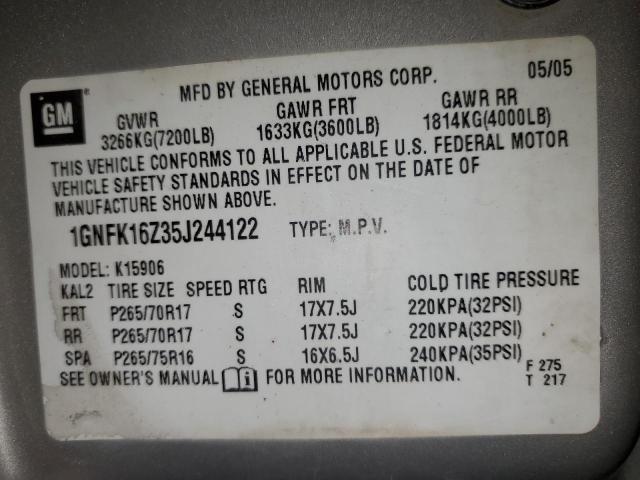 GM
MFD BY GENERAL MOTORS CORP. 05/05
GVWR GAWR FRT GAWR RR
3266KG(7200LB) 1633KG(3600LB) 1814KG(4000LB)
THIS VEHICLE CONFORMS TO ALL APPLICABLE U.S. FEDERAL MOTOR
VEHICLE SAFETY STANDARDS IN EFFECT ON THE DATE OF
MANUFACTURE SHOWN ABOVE.
1GNFK16Z35J244122 TYPE: M.P.V.
MODEL: K15906
KAL2 TIRE SIZE SPEED RTG RIM COLD TIRE PRESSURE
FRT P265/70R17 S 17X7.5J 220KPA(32PSI)
RR P265/70R17 S 17X7.5J 220KPA(32PSI)
SPA P265/75R16 S 16X6.5J 240KPA(35PSI)
SEE OWNER'S MANUAL FOR MORE INFORMATION.
F 275
T 217